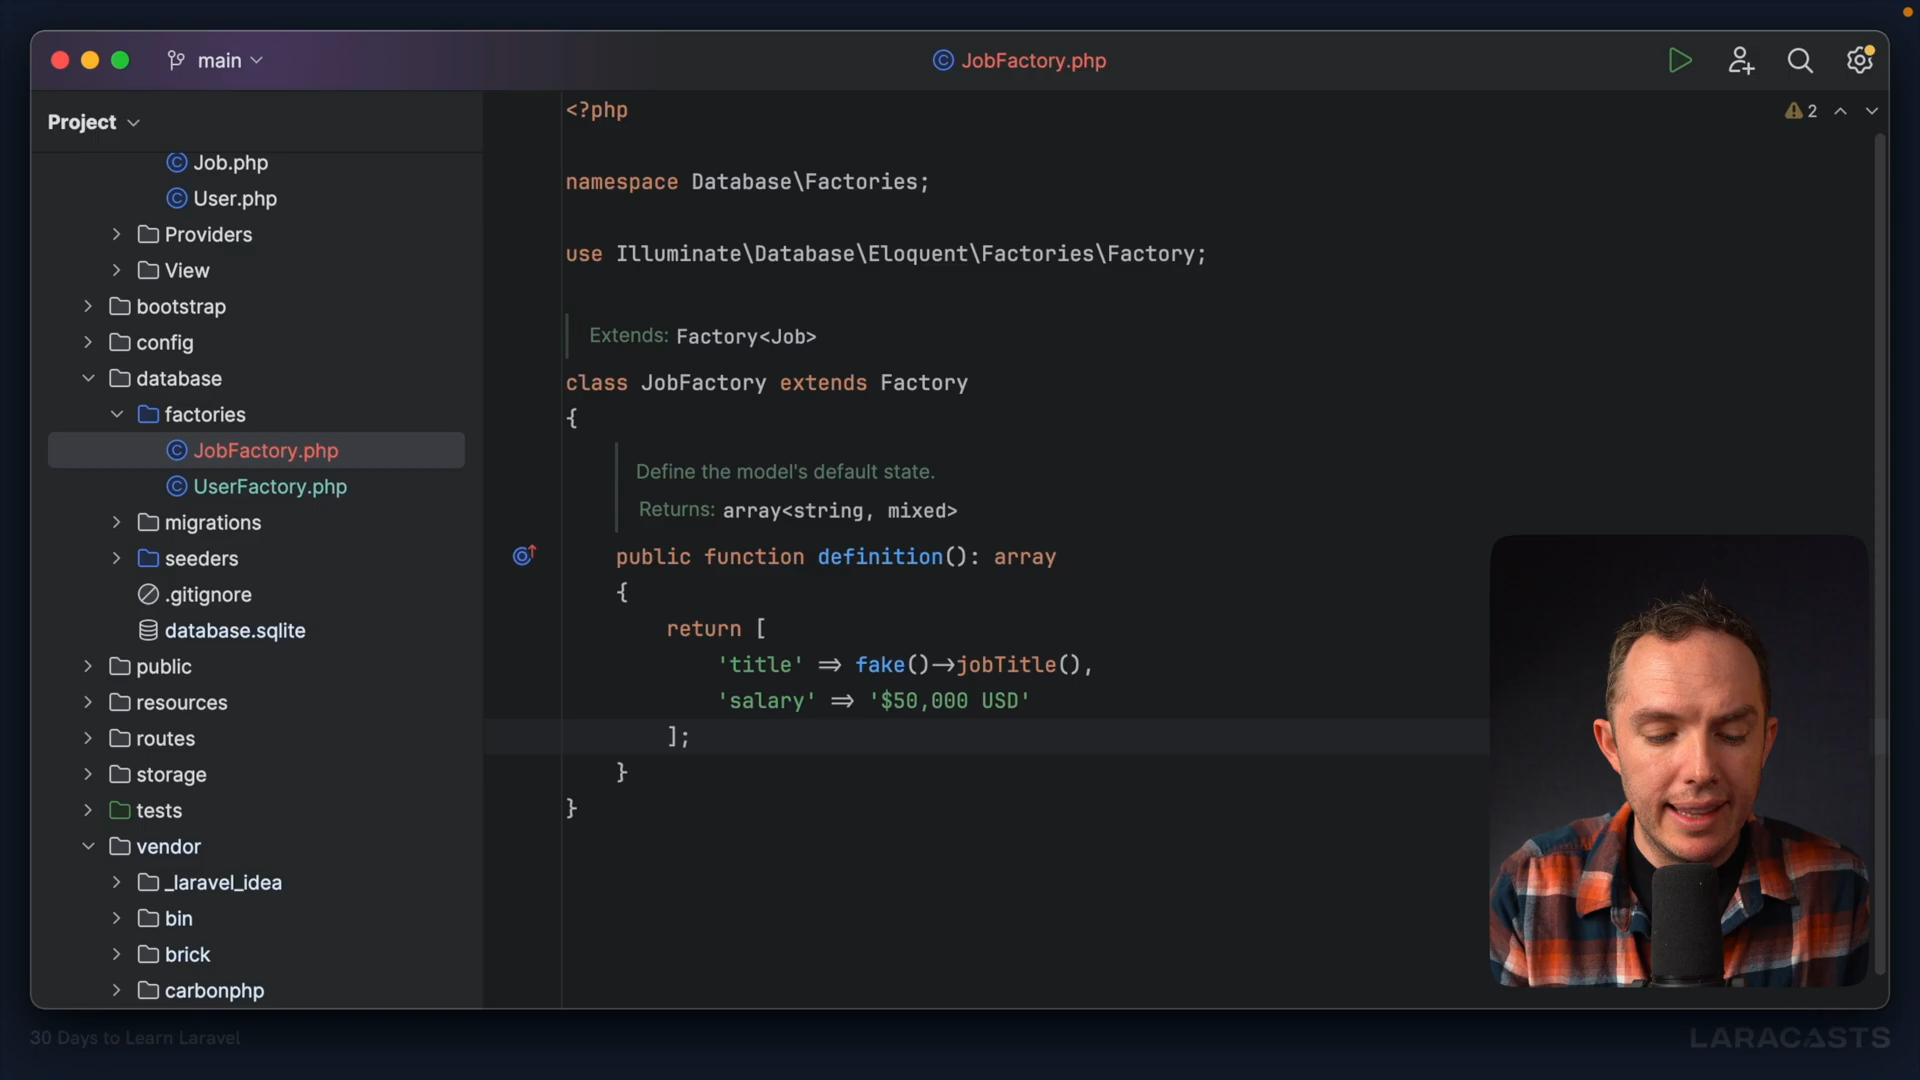 main
JobFactory.php
Project
Job.php
User.php
Providers
View
bootstrap
config
database
factories
JobFactory.php
UserFactory.php
migrations
seeders
.gitignore
database.sqlite
public
resources
routes
storage
tests
vendor
_laravel_idea
bin
brick
carbonphp
2
<?php
namespace Database\Factories;
use Illuminate\Database\Eloquent\Factories\Factory;
Extends: Factory<Job>
class JobFactory extends Factory
{
Define the model's default state.
Returns: array<string, mixed>
public function definition(): array
{
return [
'title' => fake()->jobTitle(),
'salary' => '$50,000 USD'
];
}
}
30 Days to Learn Laravel
LARACASTS